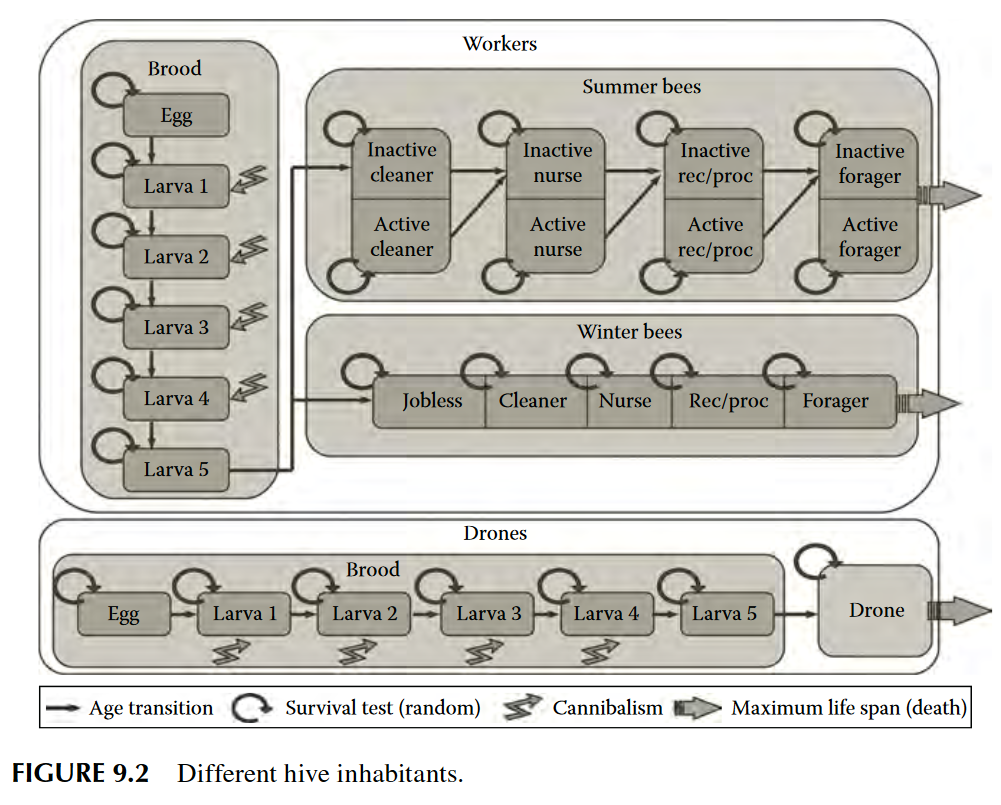 Workers
Brood
Egg
Larva 1
Larva 2
Larva 3
Larva 4
Larva 5
Summer bees
Inactive
cleaner
Active
cleaner
Inactive
nurse
Active
nurse
Inactive
rec/proc
Active
rec/proc
Inactive
forager
Active
forager
Winter bees
Jobless
Cleaner
Nurse
Rec/proc
Forager
Drones
Brood
Egg
Larva 1
Larva 2
Larva 3
Larva 4
Larva 5
Drone
Age transition
Survival test (random)
Cannibalism
Maximum life span (death)
FIGURE 9.2 Different hive inhabitants.